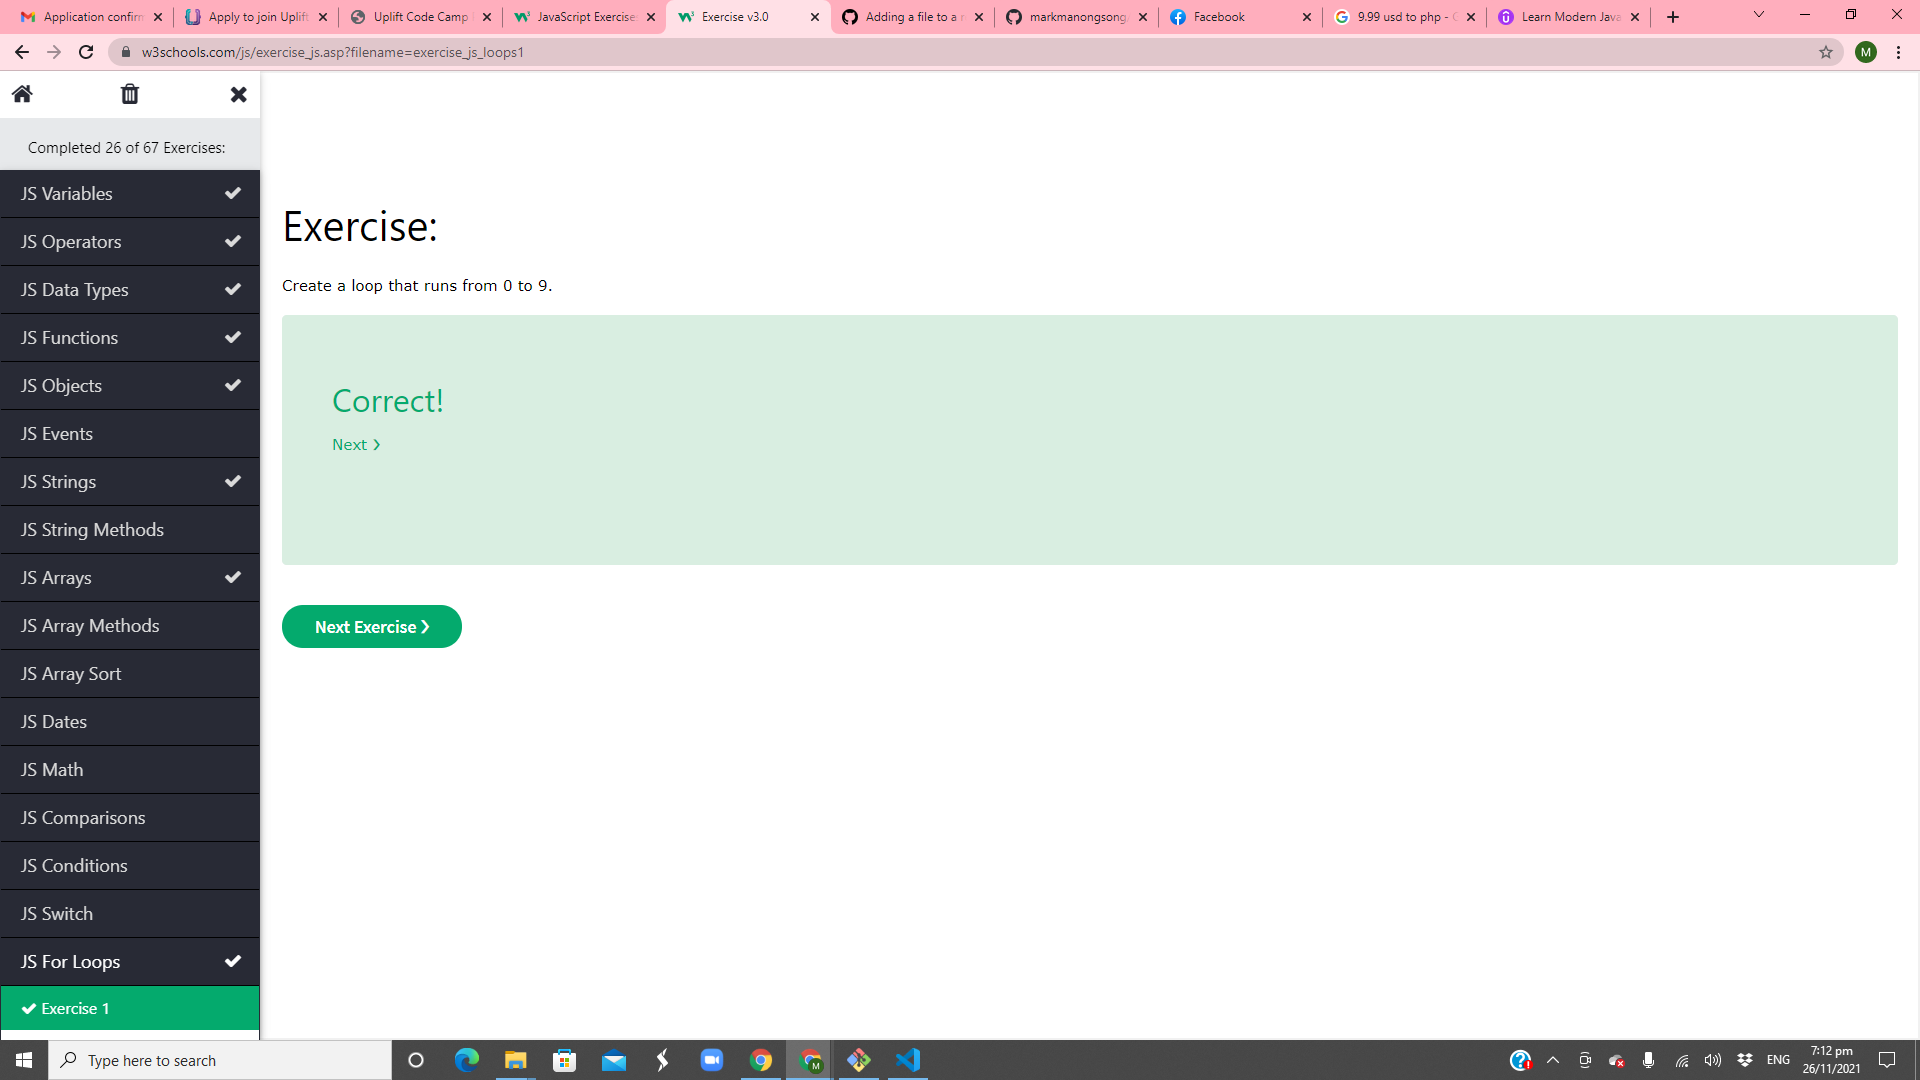 Application confirm
Apply to join Uplift
Uplift Code Camp
JavaScript Exercise
Exercise v3.0
Adding a file to a r
markmanongsong
Facebook
9.99 usd to php -
Learn Modern Java
w3schools.com/js/exercise_js.asp?filename=exercise_js_loops1
M
Completed 26 of 67 Exercises:
JS Variables
JS Operators
JS Data Types
JS Functions
JS Objects
JS Events
JS Strings
JS String Methods
JS Arrays
JS Array Methods
JS Array Sort
JS Dates
JS Math
JS Comparisons
JS Conditions
JS Switch
JS For Loops
Exercise 1
Exercise:
Create a loop that runs from 0 to 9.
Correct!
Next ❯
Next Exercise ❯
Type here to search
M
ENG
7:12 pm
26/11/2021